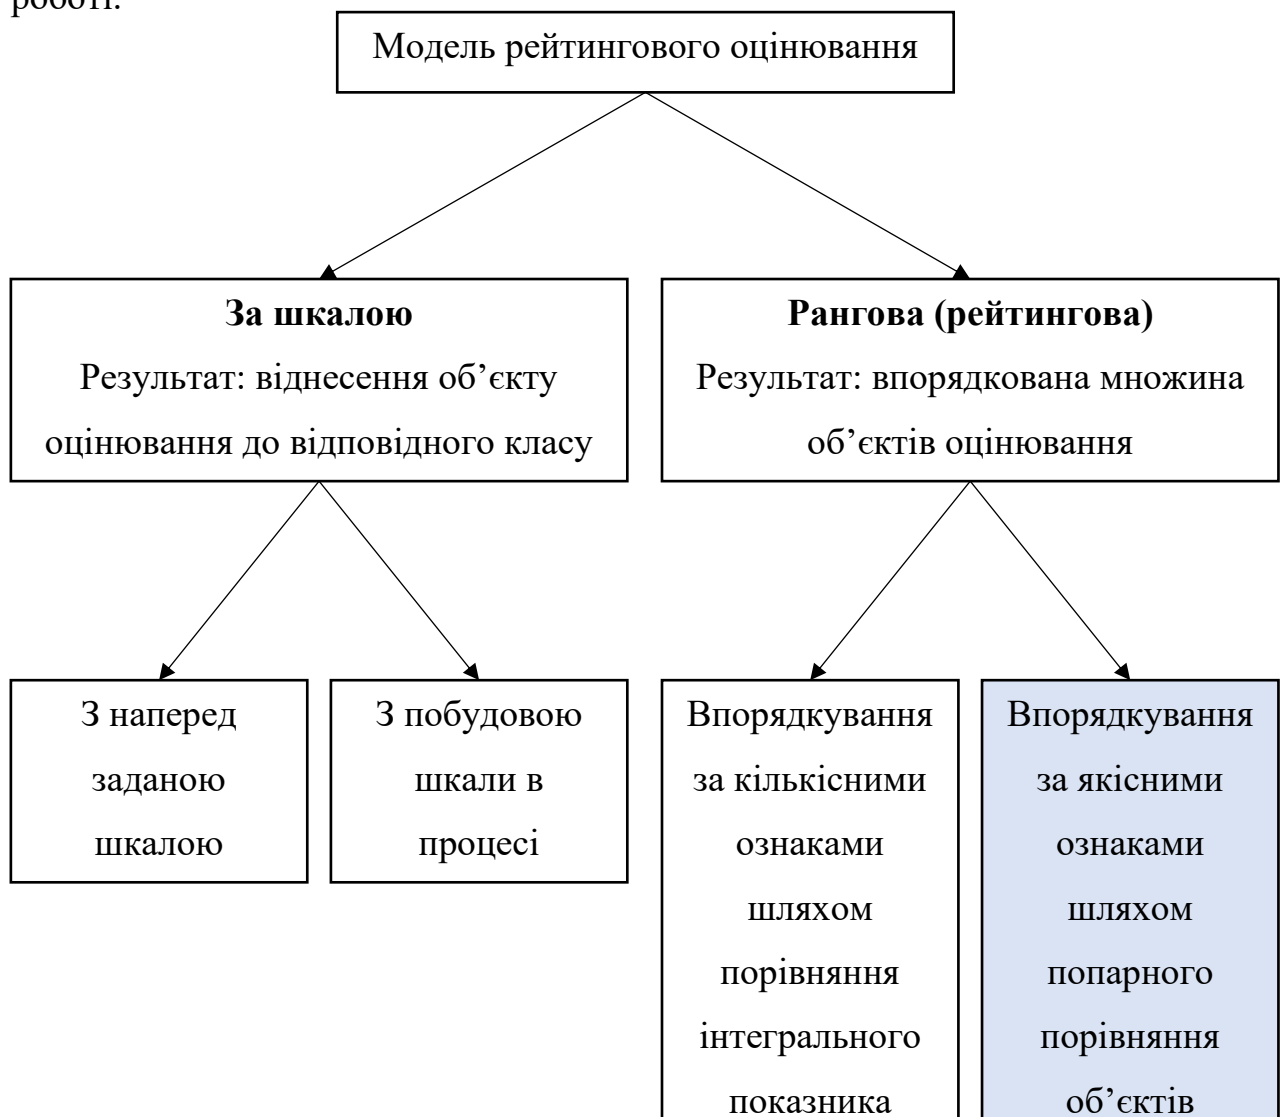 роботі.
Модель рейтингового оцінювання
За шкалою
Результат: віднесення об’єкту
оцінювання до відповідного класу
Рангова (рейтингова)
Результат: впорядкована множина
об’єктів оцінювання
З наперед
заданою
шкалою
З побудовою
шкали в
процесі
Впорядкування
за кількісними
ознаками
шляхом
порівняння
інтегрального
показника
Впорядкування
за якісними
ознаками
шляхом
попарного
порівняння
об’єктів